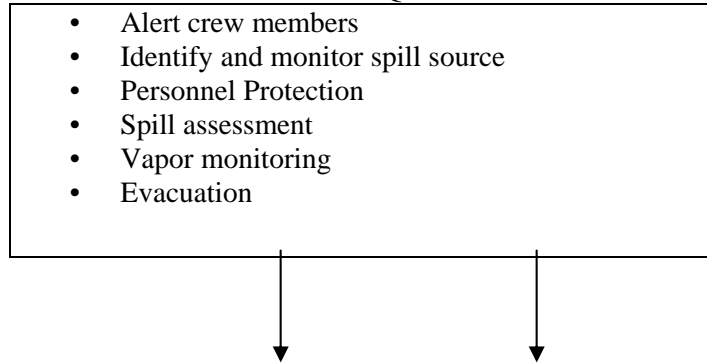 • Alert crew members
• Identify and monitor spill source
• Personnel Protection
• Spill assessment
• Vapor monitoring
• Evacuation